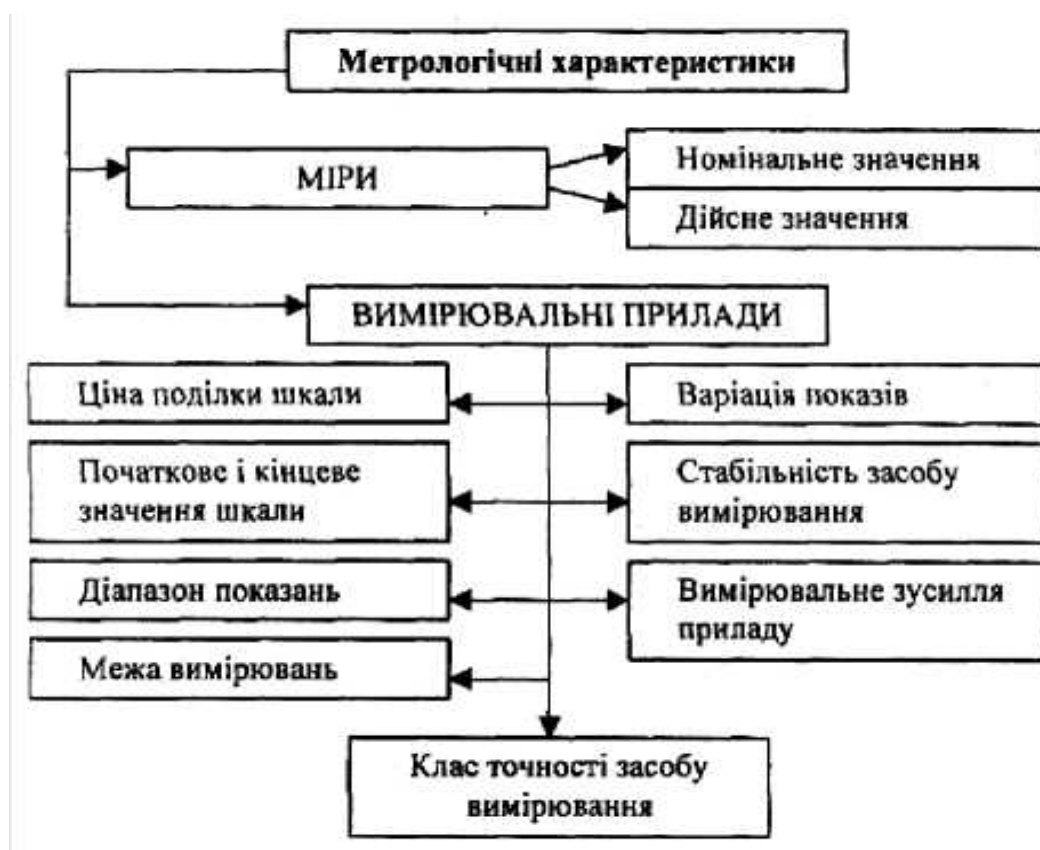 Метрологічні характеристики
МІРИ
Номінальне значення
Дійсне значення
ВИМІРЮВАЛЬНІ ПРИЛАДИ
Ціна поділки шкали
Варіація показів
Початкове і кінцеве
значення шкали
Стабільність засобу
вимірювання
Діапазон показань
Вимірювальне зусилля
приладу
Межа вимірювань
Клас точності засобу
вимірювання